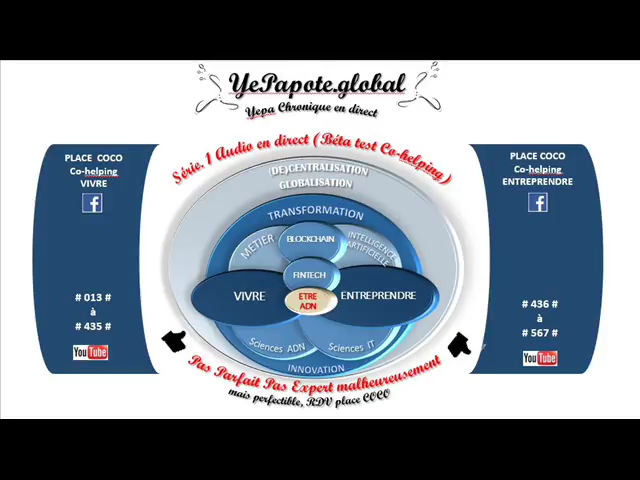 YePapote.global
Yepa Chronique en direct
Série.1 Audio en direct (Béta test Co-helping)
PLACE COCO
Co-helping
VIVRE
f
# 013 #
à
# 435 #
YouTube
(DE)CENTRALISATION
GLOBALISATION
TRANSFORMATION
METIER
BLOCKCHAIN
INTELLIGENCE
ARTIFICIELLE
FINTECH
VIVRE
ETRE
ADN
ENTREPRENDRE
Sciences ADN
Sciences IT
INNOVATION
PLACE COCO
Co-helping
ENTREPRENDRE
f
# 436 #
à
# 567 #
YouTube
Pas Parfait Pas Expert malheureusement
mais perfectible, RDV place COCO